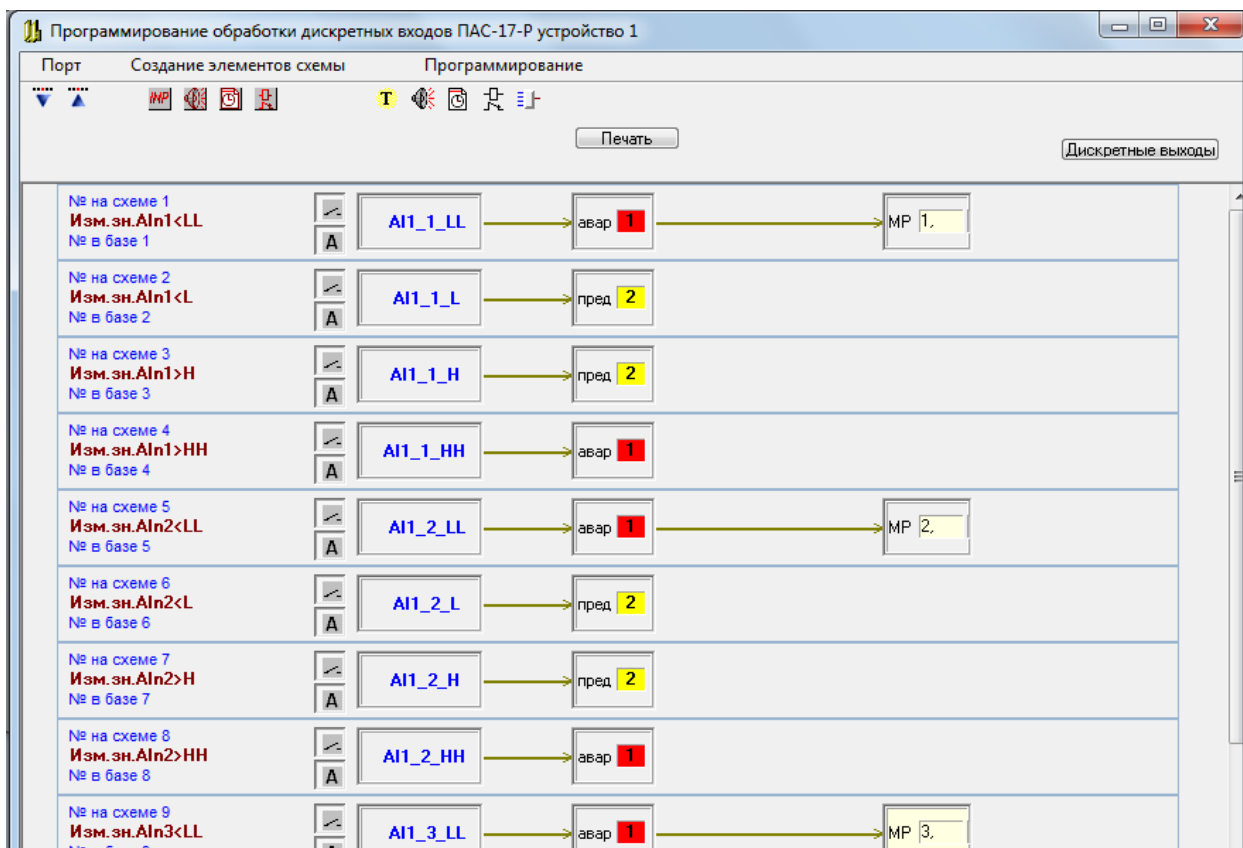 Программирование обработки дискретных входов ПАС-17-Р устройство 1
Порт Создание элементов схемы Программирование
IMP T
Печать
Дискретные выходы
№ на схеме 1
Изм.зн.AIn1<LL
№ в базе 1
A
AI1_1_LL
авар 1
МР 1,
№ на схеме 2
Изм.зн.AIn1<L
№ в базе 2
A
AI1_1_L
пред 2
№ на схеме 3
Изм.зн.AIn1>H
№ в базе 3
A
AI1_1_H
пред 2
№ на схеме 4
Изм.зн.AIn1>HH
№ в базе 4
A
AI1_1_HH
авар 1
№ на схеме 5
Изм.зн.AIn2<LL
№ в базе 5
A
AI1_2_LL
авар 1
МР 2,
№ на схеме 6
Изм.зн.AIn2<L
№ в базе 6
A
AI1_2_L
пред 2
№ на схеме 7
Изм.зн.AIn2>H
№ в базе 7
A
AI1_2_H
пред 2
№ на схеме 8
Изм.зн.AIn2>HH
№ в базе 8
A
AI1_2_HH
авар 1
№ на схеме 9
Изм.зн.AIn3<LL
AI1_3_LL
авар 1
МР 3,